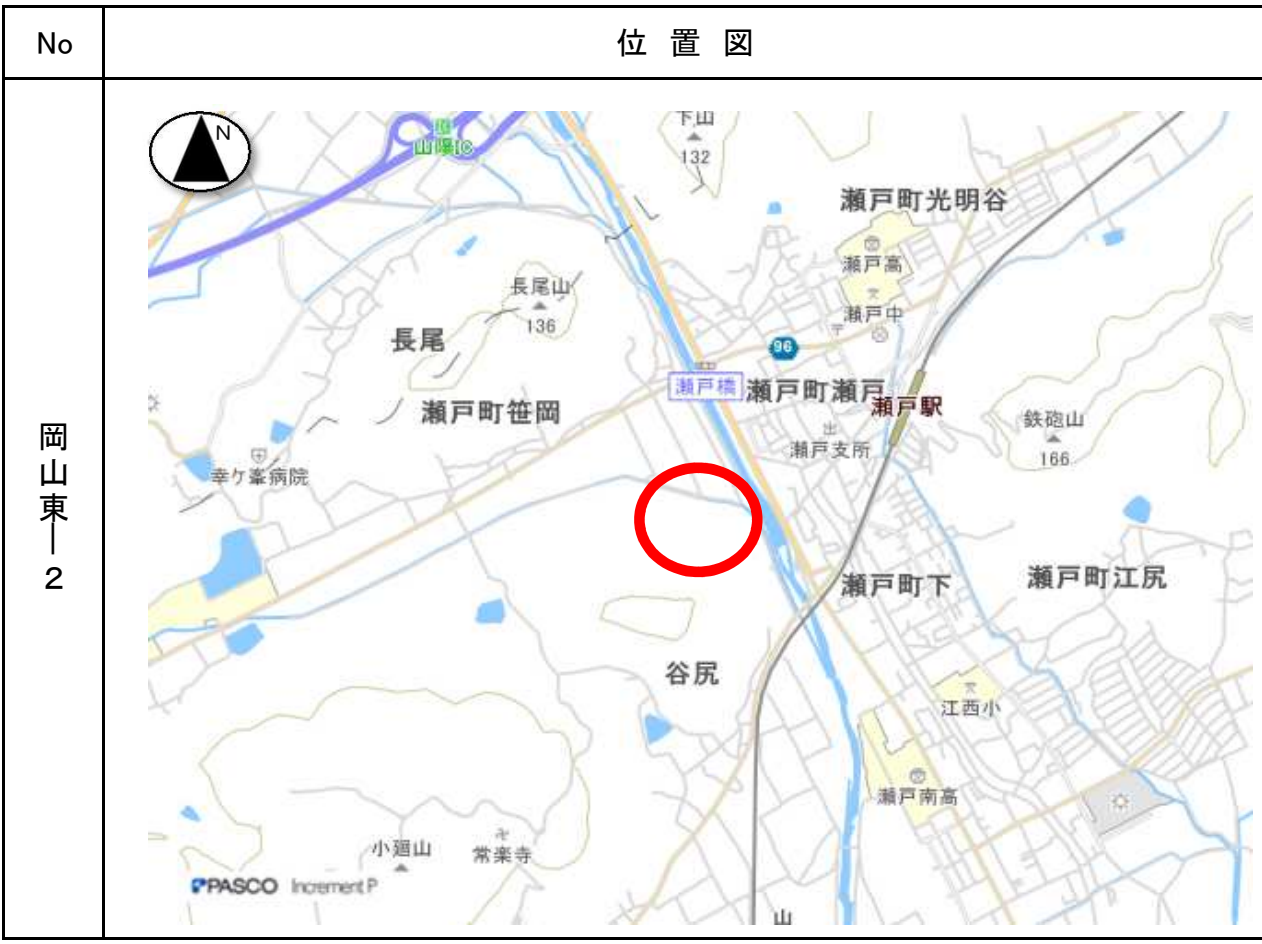 No
位 置 図
岡山東―2
N
山陽IC
下山
132
瀬戸町光明谷
瀬戸高
瀬戸中
長尾山
136
長尾
96
瀬戸橋
瀬戸町瀬戸
瀬戸駅
瀬戸町笹岡
瀬戸支所
鉄砲山
166
幸ケ峯病院
瀬戸町下
瀬戸町江尻
谷尻
江西小
瀬戸南高
小廻山
常楽寺
PASCO Increment P
山